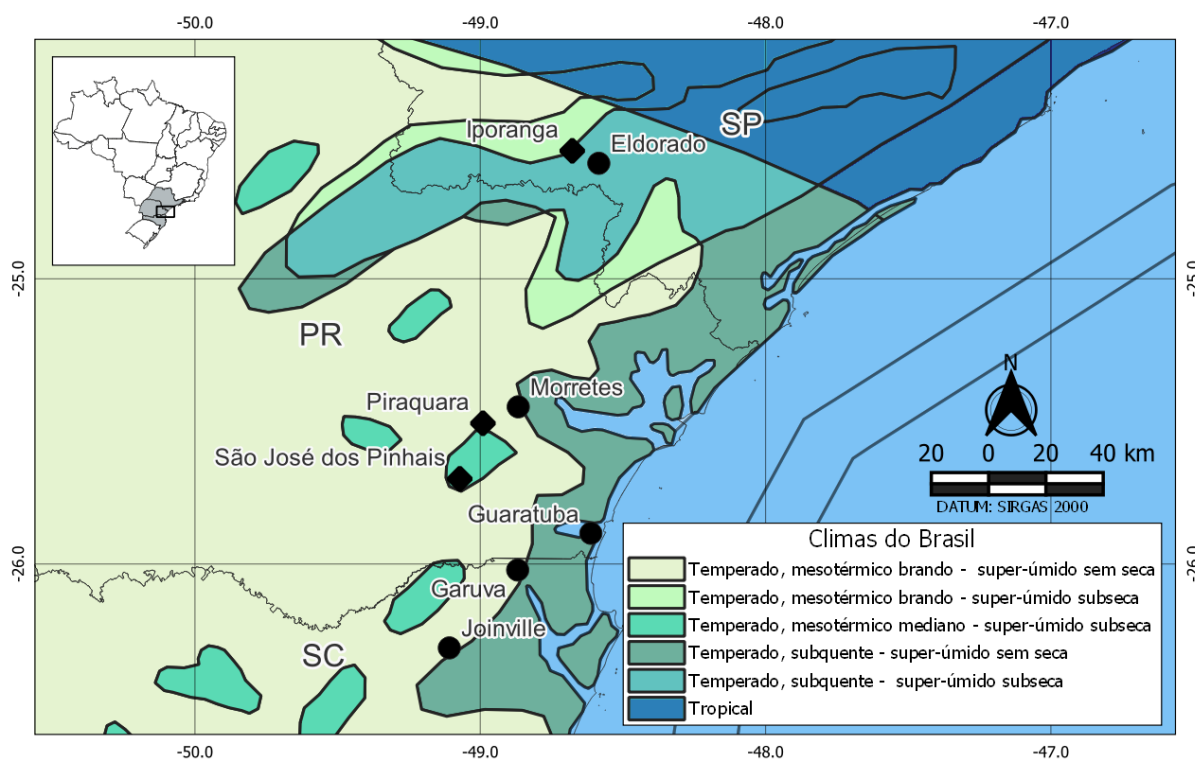 -50.0
-49.0
-48.0
-47.0
SP
Iporanga
Eldorado
-25.0
-25.0
PR
Morretes
Piraquara
N
São José dos Pinhais
20 0 20 40 km
DATUM: SIRGAS 2000
Guaratuba
Climas do Brasil
-26.0
-26.0
Temperado, mesotérmico brando - super-úmido sem seca
Garuva
Temperado, mesotérmico brando - super-úmido subseca
Joinville
Temperado, mesotérmico mediano - super-úmido subseca
SC
Temperado, subquente - super-úmido sem seca
Temperado, subquente - super-úmido subseca
Tropical
-50.0
-49.0
-48.0
-47.0